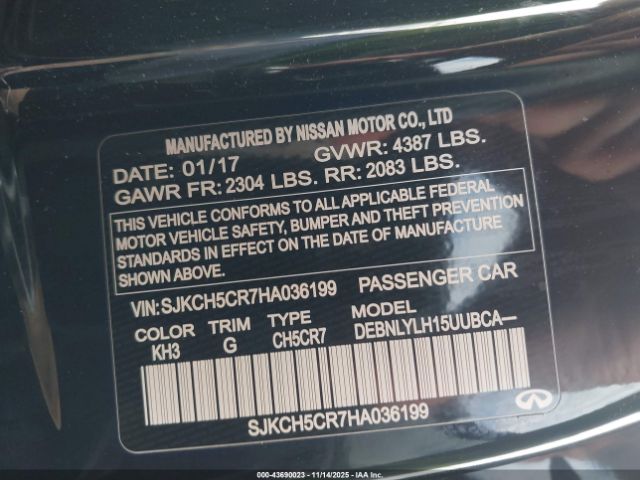 MANUFACTURED BY NISSAN MOTOR CO., LTD
DATE: 01/17 GVWR: 4387 LBS.
GAWR FR: 2304 LBS. RR: 2083 LBS.
THIS VEHICLE CONFORMS TO ALL APPLICABLE FEDERAL
MOTOR VEHICLE SAFETY, BUMPER AND THEFT PREVENTION
STANDARDS IN EFFECT ON THE DATE OF MANUFACTURE
SHOWN ABOVE.
VIN: SJKCH5CR7HA036199 PASSENGER CAR
COLOR TRIM TYPE MODEL
KH3 G CH5CR7 DEBNLYLH15UUBCA—
SJKCH5CR7HA036199
000-43690023 | 11/14/2025 | IAA Inc.